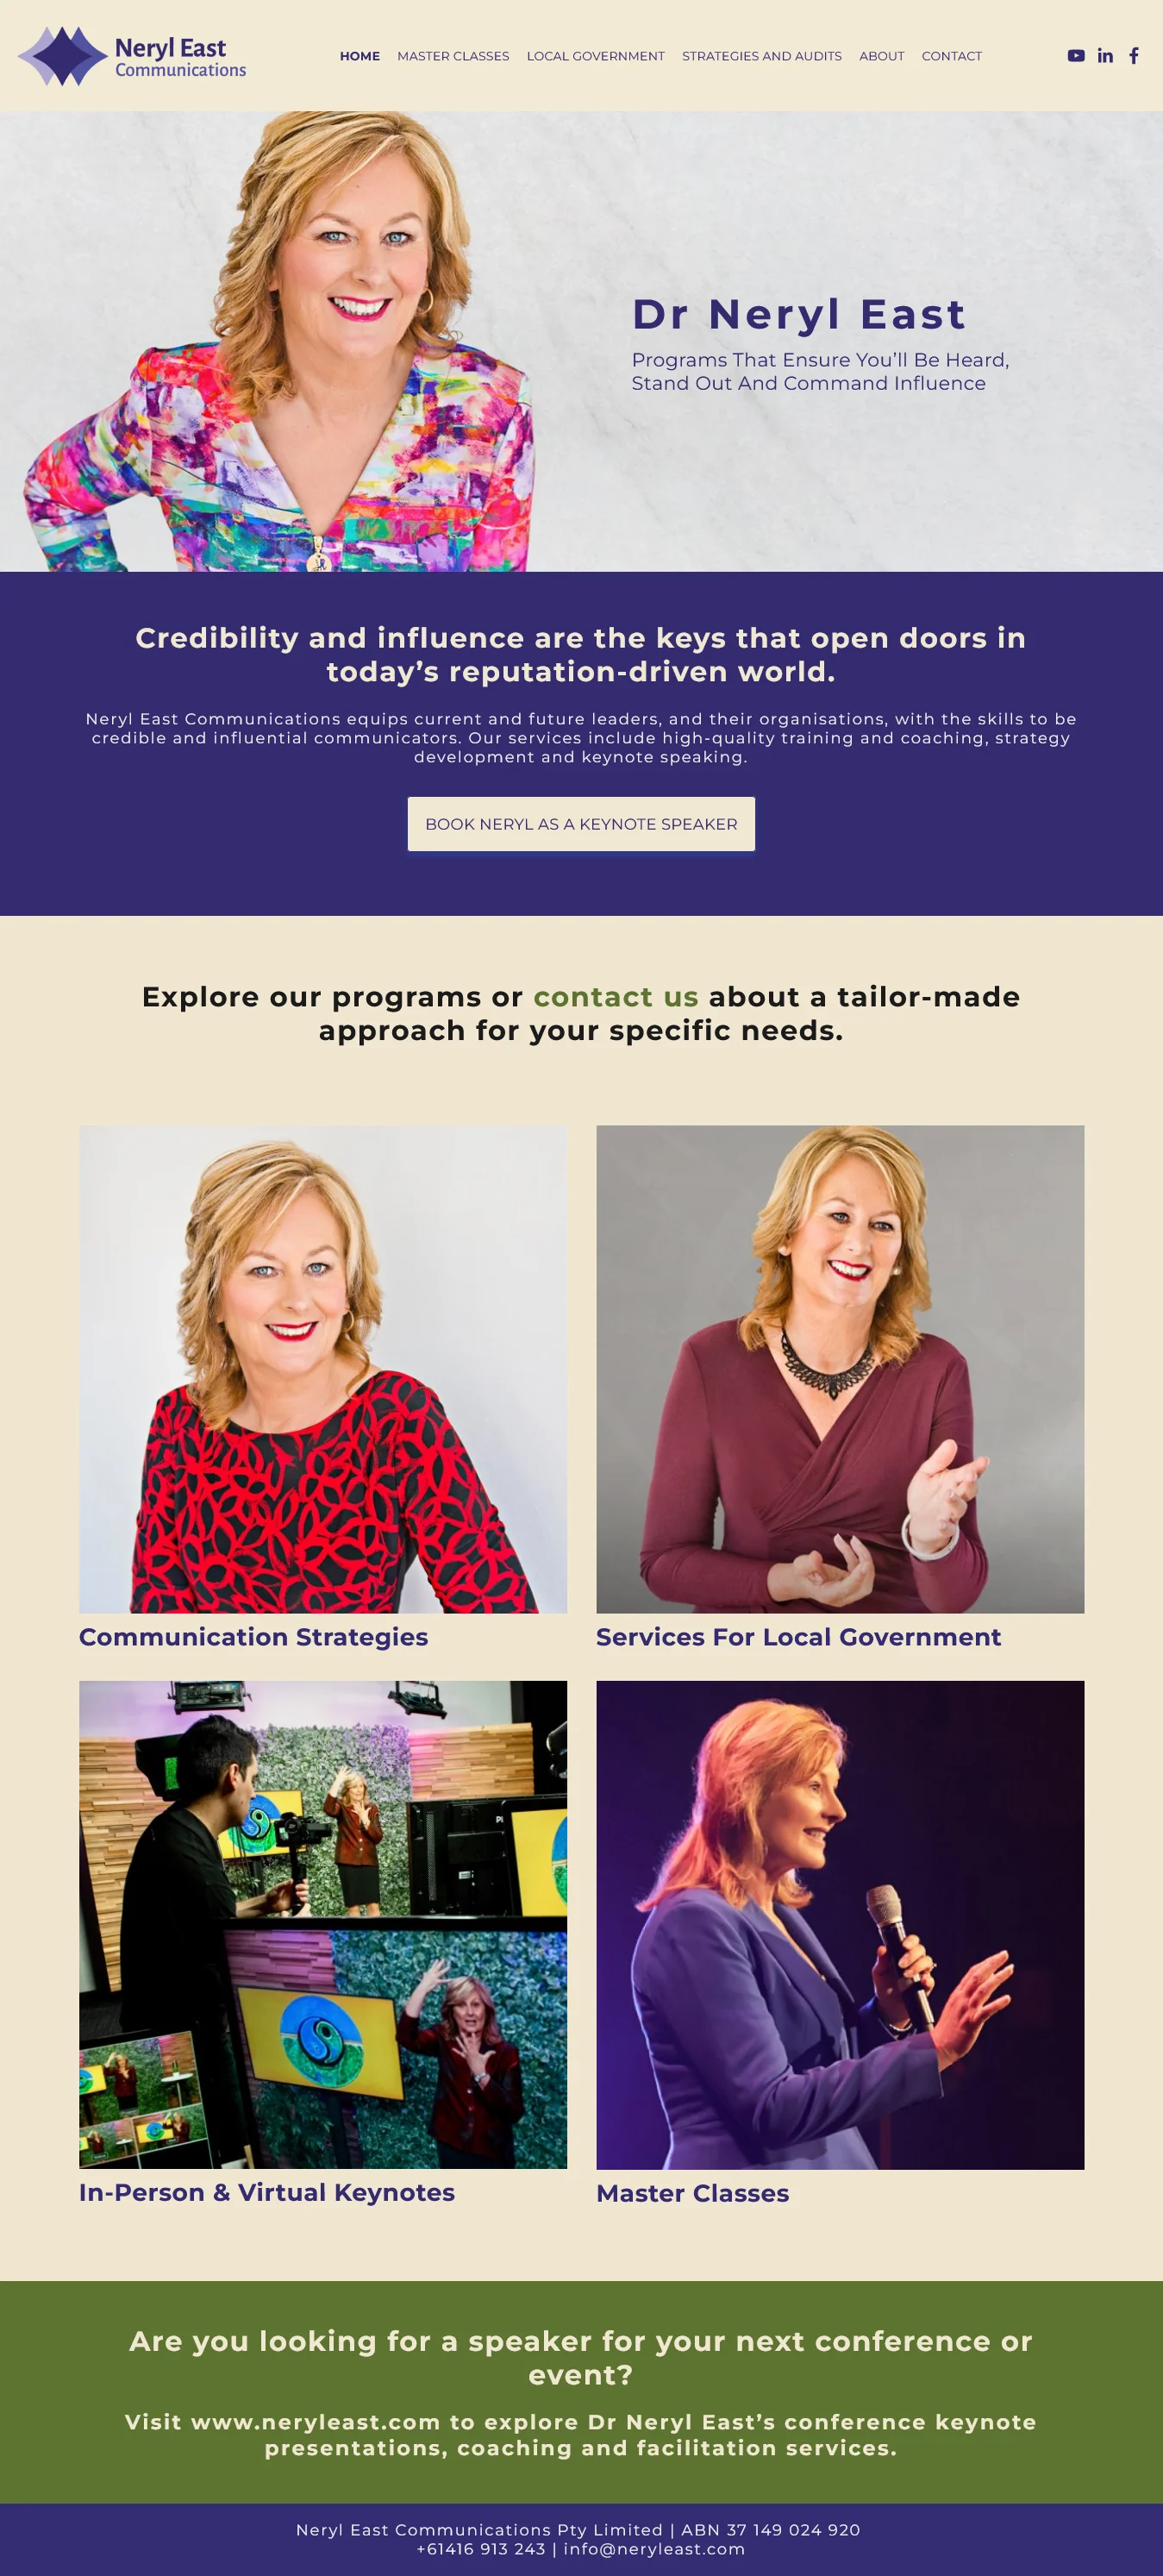 Neryl East
Communications
HOME
MASTER CLASSES
LOCAL GOVERNMENT
STRATEGIES AND AUDITS
ABOUT
CONTACT
Dr Neryl East
Programs That Ensure You’ll Be Heard,
Stand Out And Command Influence
Credibility and influence are the keys that open doors in
today’s reputation-driven world.
Neryl East Communications equips current and future leaders, and their organisations, with the skills to be
credible and influential communicators. Our services include high-quality training and coaching, strategy
development and keynote speaking.
BOOK NERYL AS A KEYNOTE SPEAKER
Explore our programs or contact us about a tailor-made
approach for your specific needs.
Communication Strategies
Services For Local Government
In-Person & Virtual Keynotes
Master Classes
Are you looking for a speaker for your next conference or
event?
Visit www.neryleast.com to explore Dr Neryl East’s conference keynote
presentations, coaching and facilitation services.
Neryl East Communications Pty Limited | ABN 37 149 024 920
+61416 913 243 | info@neryleast.com